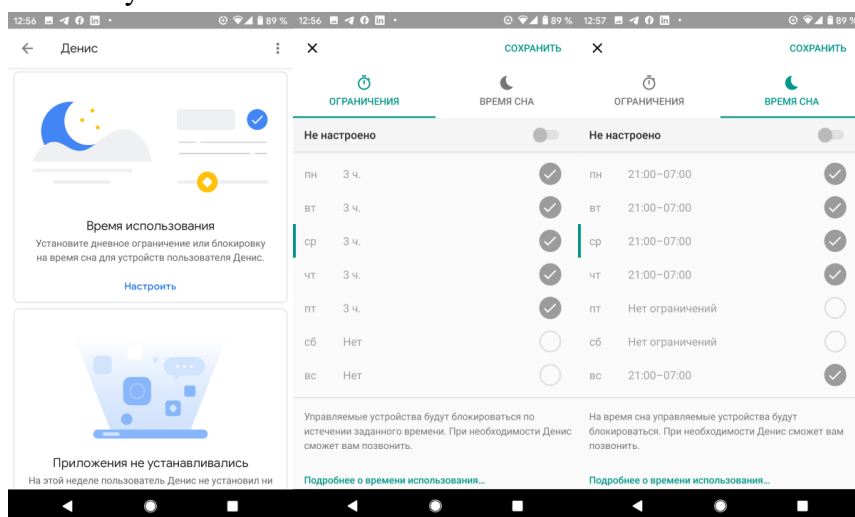 12:56 89 %
Денис
Время использования
Установите дневное ограничение или блокировку
на время сна для устройств пользователя Денис.
Настроить
Приложения не устанавливались
На этой неделе пользователь Денис не установил ни
12:56 89 %
СОХРАНИТЬ
ОГРАНИЧЕНИЯ ВРЕМЯ СНА
Не настроено
пн 3 ч.
вт 3 ч.
ср 3 ч.
чт 3 ч.
пт 3 ч.
сб Нет
вс Нет
Управляемые устройства будут блокироваться по
истечении заданного времени. При необходимости Денис
сможет вам позвонить.
Подробнее о времени использования...
12:57 89 %
СОХРАНИТЬ
ОГРАНИЧЕНИЯ ВРЕМЯ СНА
Не настроено
пн 21:00–07:00
вт 21:00–07:00
ср 21:00–07:00
чт 21:00–07:00
пт Нет ограничений
сб Нет ограничений
вс 21:00–07:00
На время сна управляемые устройства будут
блокироваться. При необходимости Денис сможет вам
позвонить.
Подробнее о времени использования...